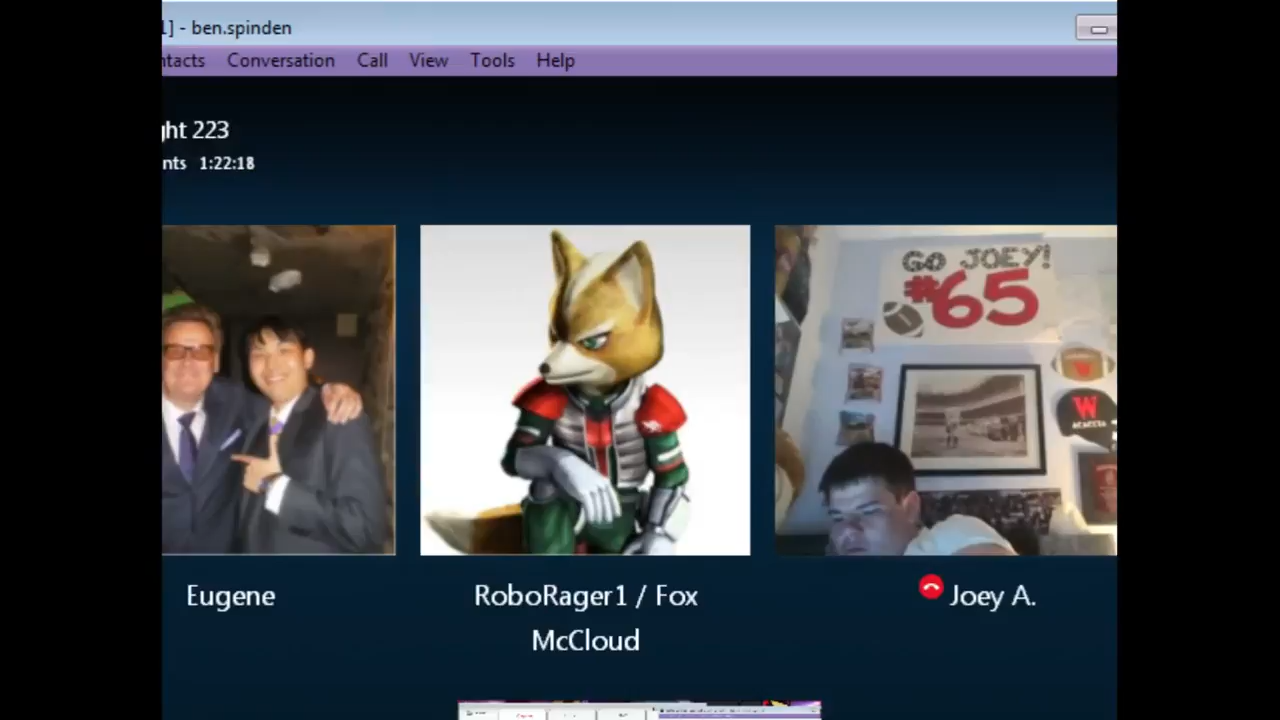 1] - ben.spinden
ntacts Conversation Call View Tools Help
ght 223
nts 1:22:18
GO JOEY!
#65
W
ACACIA
Eugene
RoboRager1 / Fox
McCloud
Joey A.